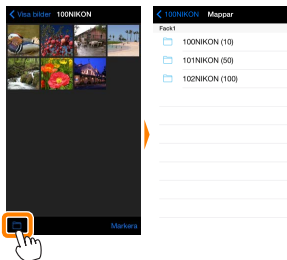 Visa bilder 100NIKON
Markera
100NIKON Mappar
Fack1
100NIKON (10)
101NIKON (50)
102NIKON (100)